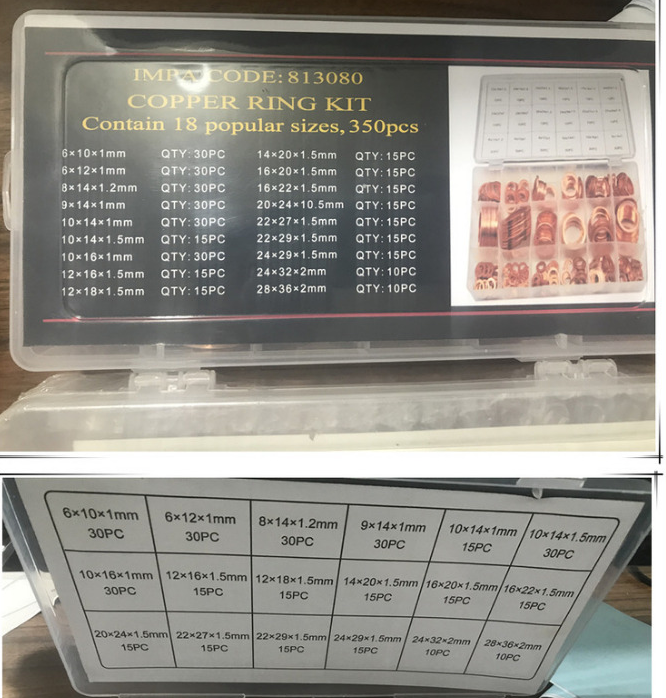 IMPA CODE: 813080
COPPER RING KIT
Contain 18 popular sizes, 350pcs
6×10×1mm QTY: 30PC 14×20×1.5mm QTY: 15PC
6×12×1mm QTY: 30PC 16×20×1.5mm QTY: 15PC
8×14×1.2mm QTY: 30PC 16×22×1.5mm QTY: 15PC
9×14×1mm QTY: 30PC 20×24×10.5mm QTY: 15PC
10×14×1mm QTY: 30PC 22×27×1.5mm QTY: 15PC
10×14×1.5mm QTY: 15PC 22×29×1.5mm QTY: 15PC
10×16×1mm QTY: 30PC 24×29×1.5mm QTY: 15PC
12×16×1.5mm QTY: 15PC 24×32×2mm QTY: 10PC
12×18×1.5mm QTY: 15PC 28×36×2mm QTY: 10PC
6×10×1mm 6×12×1mm 8×14×1.2mm 9×14×1mm 10×14×1mm 10×14×1.5mm
30PC 30PC 30PC 30PC 15PC 30PC
10×16×1mm 12×16×1.5mm 12×18×1.5mm 14×20×1.5mm 16×20×1.5mm 16×22×1.5mm
30PC 15PC 15PC 15PC 15PC 15PC
20×24×1.5mm 22×27×1.5mm 22×29×1.5mm 24×29×1.5mm 24×32×2mm 28×36×2mm
15PC 15PC 15PC 15PC 10PC 10PC